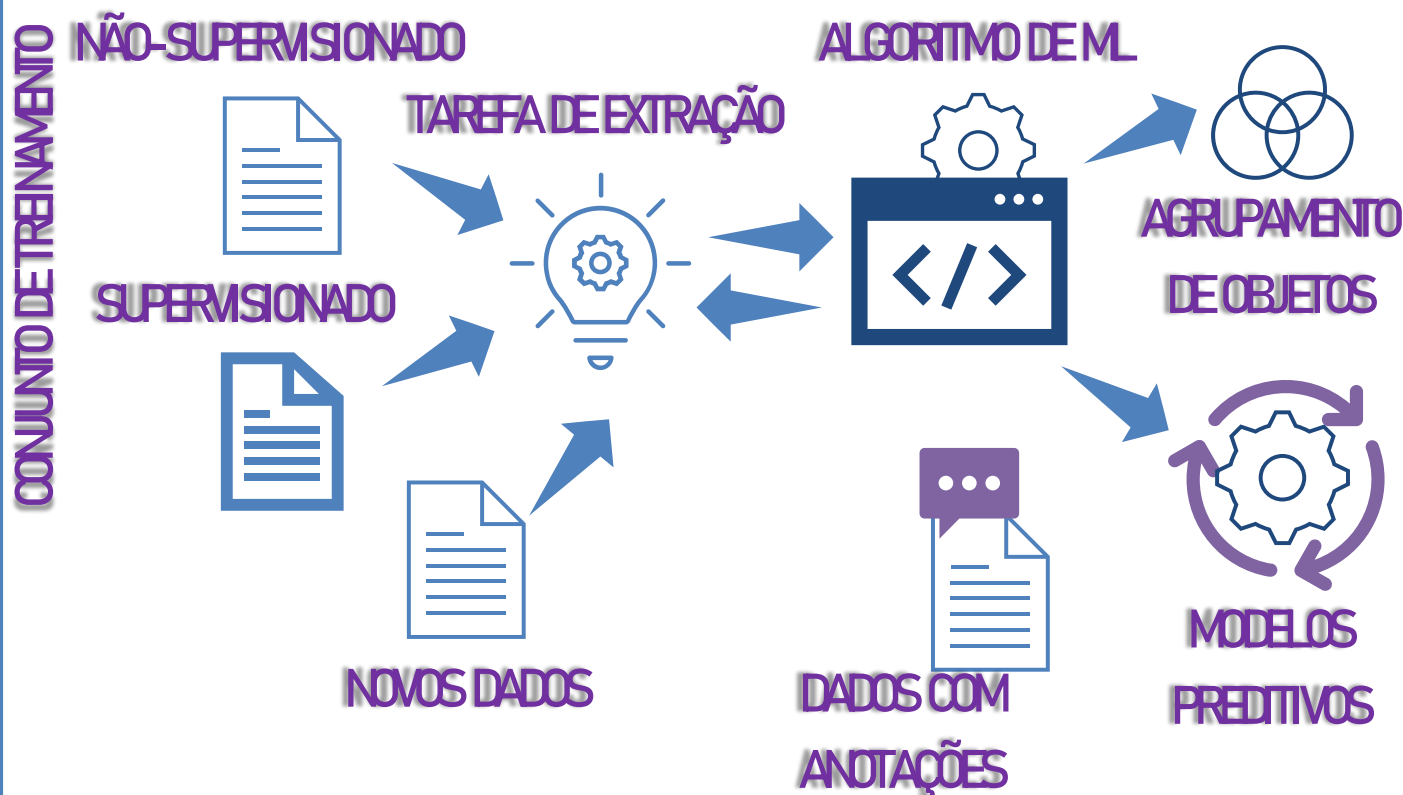 CONJUNTO DE TREINAMENTO
NÃO-SUPERVISIONADO
ALGORITMO DE ML
TAREFA DE EXTRAÇÃO
AGRUPAMENTO
DE OBJETOS
SUPERVISIONADO
</>
MODELOS
PREDITIVOS
NOVOS DADOS
DADOS COM
ANOTAÇÕES